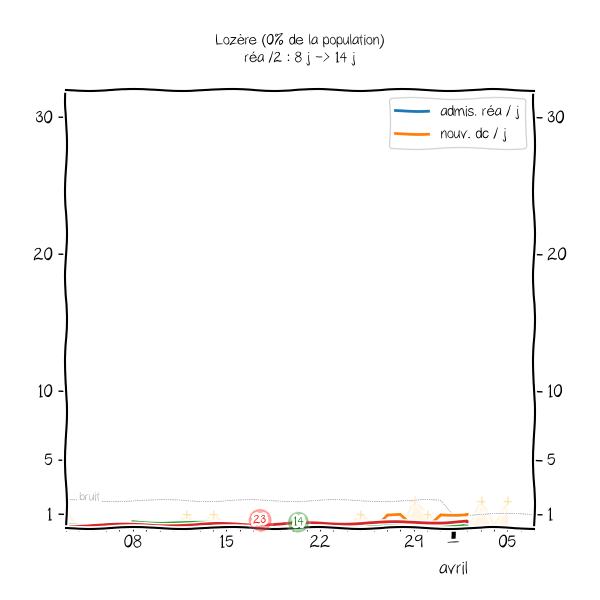 Lozère (0% de la population)
réa /2 : 8 j -> 14 j
admis. réa / j
nouv. dc / j
30 30
20 20
10 10
5 5
bruit
1 23 14 1
08 15 22 29 05
avril